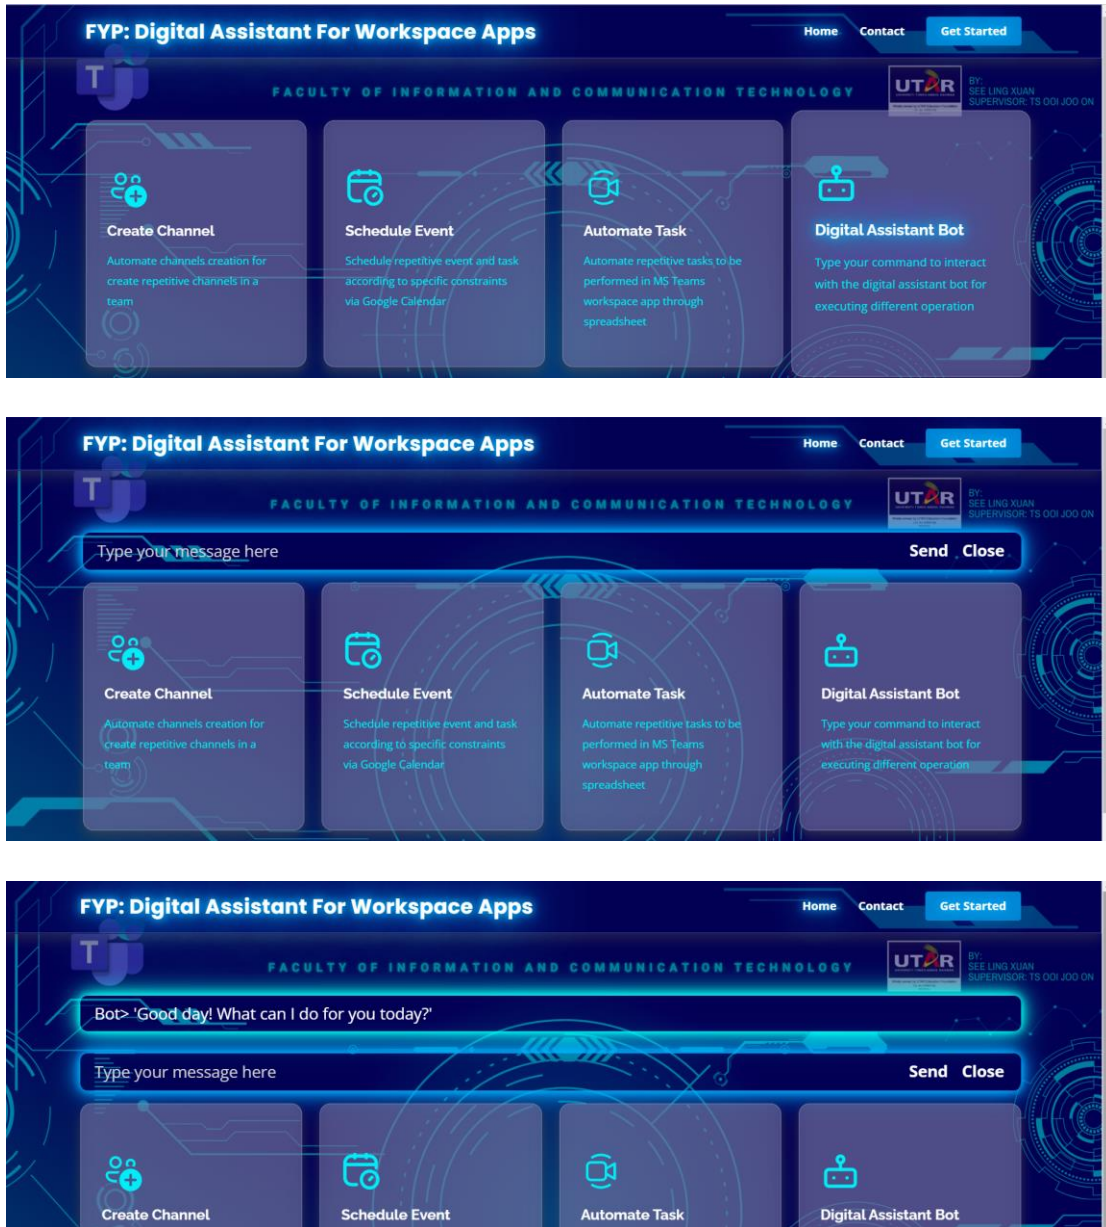 FYP: Digital Assistant For Workspace Apps
Home Contact Get Started
T
FACULTY OF INFORMATION AND COMMUNICATION TECHNOLOGY
UTAR
BY:
SEE LING XUAN
SUPERVISOR: TS OOI JOO ON
Create Channel
Automate channels creation for
create repetitive channels in a
team
Schedule Event
Schedule repetitive event and task
according to specific constraints
via Google Calendar
Automate Task
Automate repetitive tasks to be
performed in MS Teams
workspace app through
spreadsheet
Digital Assistant Bot
Type your command to interact
with the digital assistant bot for
executing different operation
FYP: Digital Assistant For Workspace Apps
Home Contact Get Started
T
FACULTY OF INFORMATION AND COMMUNICATION TECHNOLOGY
UTAR
BY:
SEE LING XUAN
SUPERVISOR: TS OOI JOO ON
Type your message here
Send Close
Create Channel
Automate channels creation for
create repetitive channels in a
team
Schedule Event
Schedule repetitive event and task
according to specific constraints
via Google Calendar
Automate Task
Automate repetitive tasks to be
performed in MS Teams
workspace app through
spreadsheet
Digital Assistant Bot
Type your command to interact
with the digital assistant bot for
executing different operation
FYP: Digital Assistant For Workspace Apps
Home Contact Get Started
T
FACULTY OF INFORMATION AND COMMUNICATION TECHNOLOGY
UTAR
BY:
SEE LING XUAN
SUPERVISOR: TS OOI JOO ON
Bot> 'Good day! What can I do for you today?'
Type your message here
Send Close
Create Channel
Schedule Event
Automate Task
Digital Assistant Bot